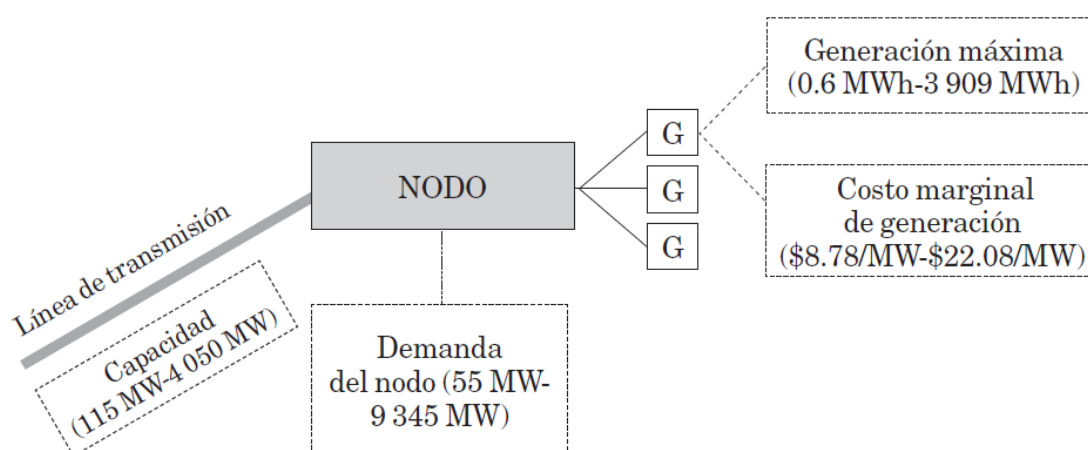 Generación máxima
(0.6 MWh-3 909 MWh)
G
NODO
G
G
Costo marginal
de generación
($8.78/MW-$22.08/MW)
Línea de transmisión
Capacidad
(115 MW-4 050 MW)
Demanda
del nodo (55 MW-
9 345 MW)